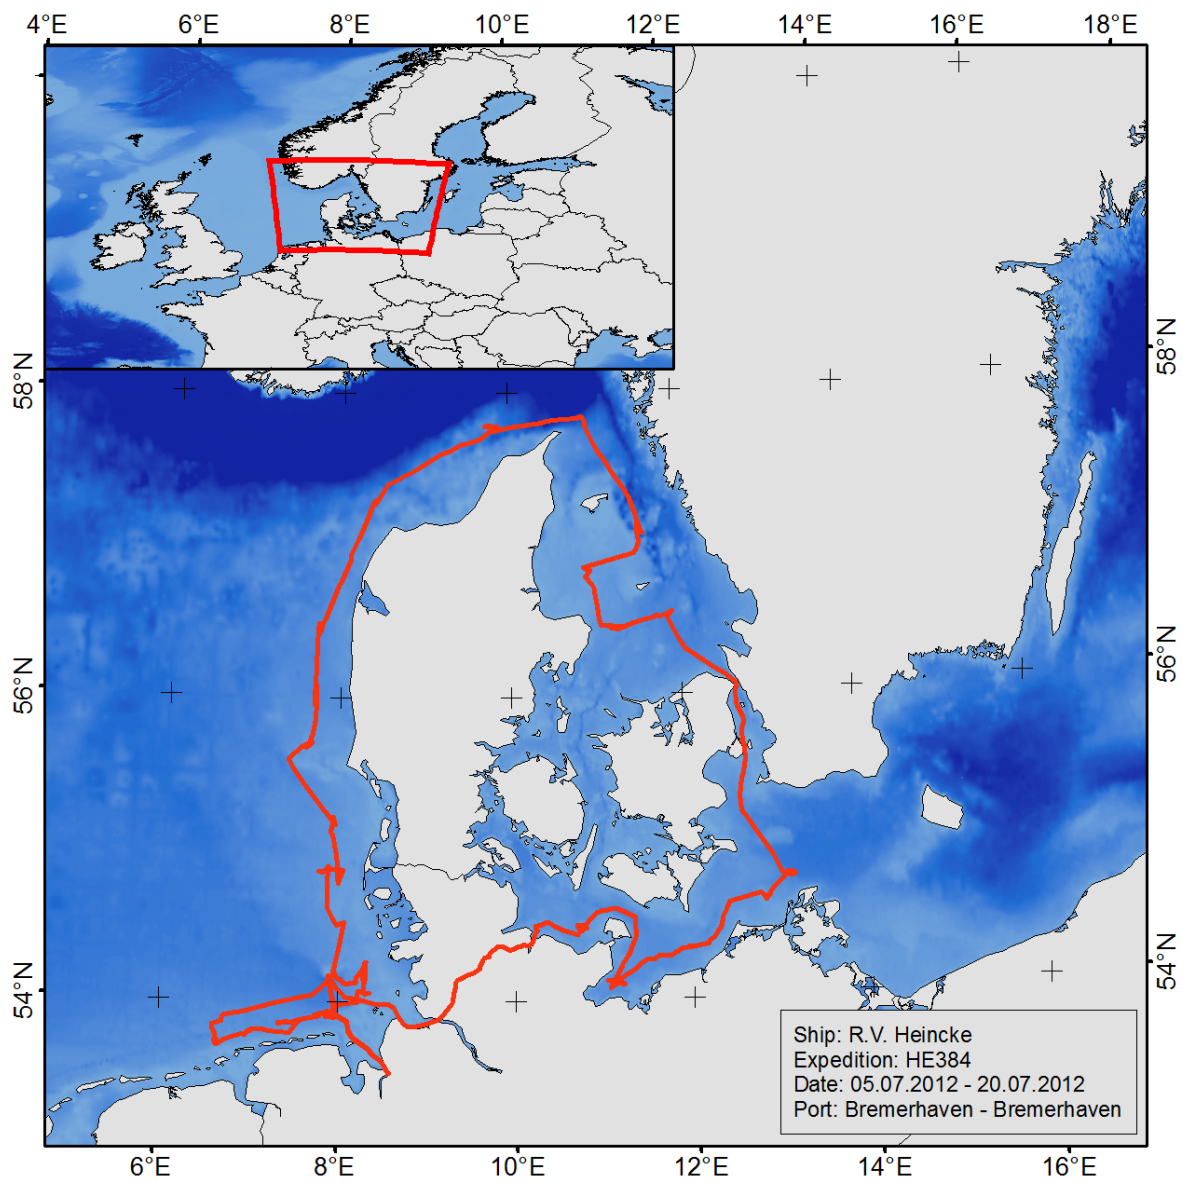 4°E 6°E 8°E 10°E 12°E 14°E 16°E 18°E
58°N
58°N
56°N
56°N
54°N
54°N
Ship: R.V. Heincke
Expedition: HE384
Date: 05.07.2012 - 20.07.2012
Port: Bremerhaven - Bremerhaven
6°E 8°E 10°E 12°E 14°E 16°E